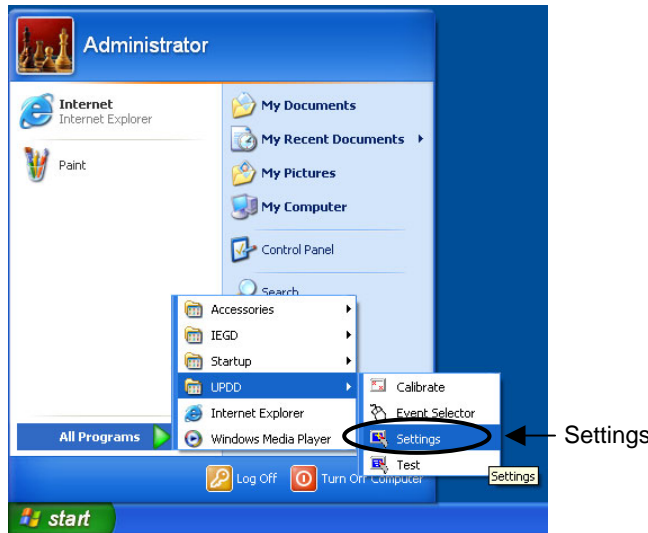 Administrator
Internet
Internet Explorer
Paint
My Documents
My Recent Documents
My Pictures
My Computer
Control Panel
Search
Accessories
IEGD
Startup
UPDD
Internet Explorer
Windows Media Player
Calibrate
Event Selector
Settings
Test
Settings
Settings
All Programs
Log Off
Turn Off Computer
start